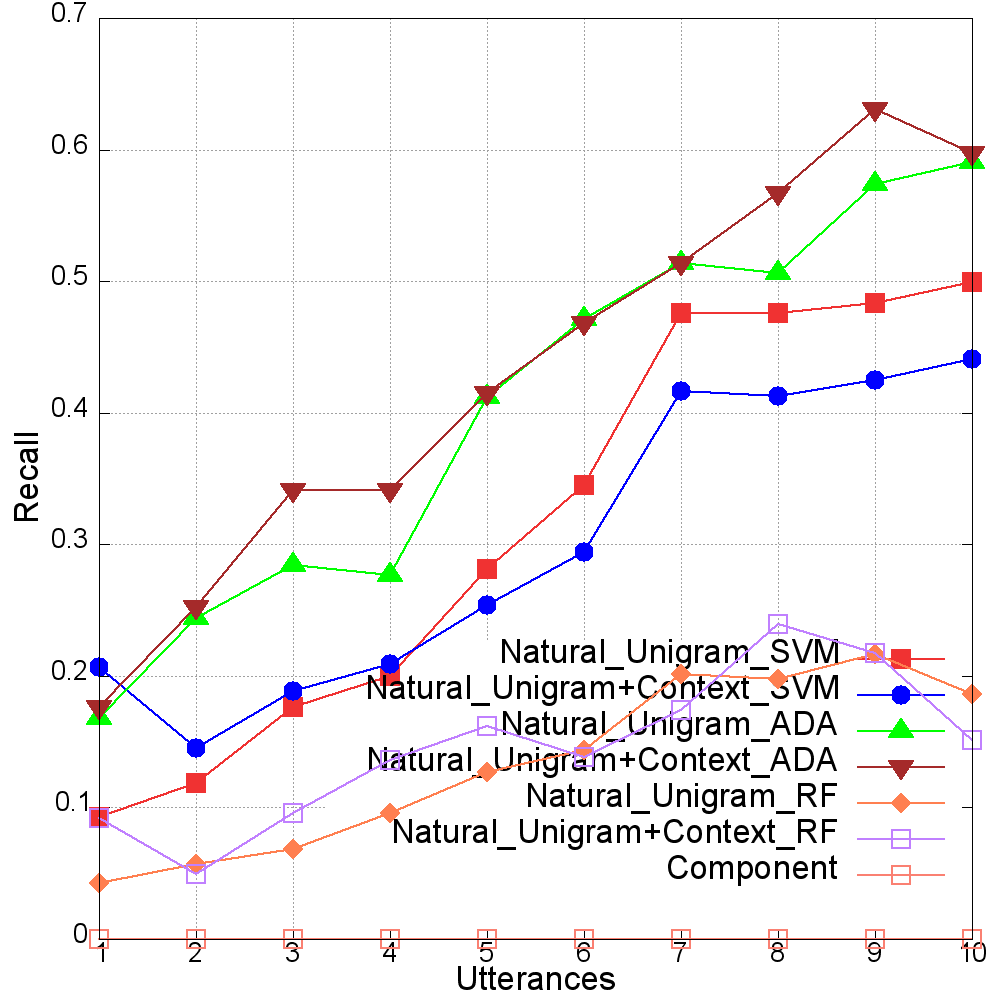 0.7
0.6
0.5
0.4
0.3
0.2
0.1
0
Recall
Natural_Unigram_SVM
Natural_Unigram+Context_SVM
Natural_Unigram_ADA
Natural_Unigram+Context_ADA
Natural_Unigram_RF
Natural_Unigram+Context_RF
Component
1 2 3 4 5 6 7 8 9 10
Utterances